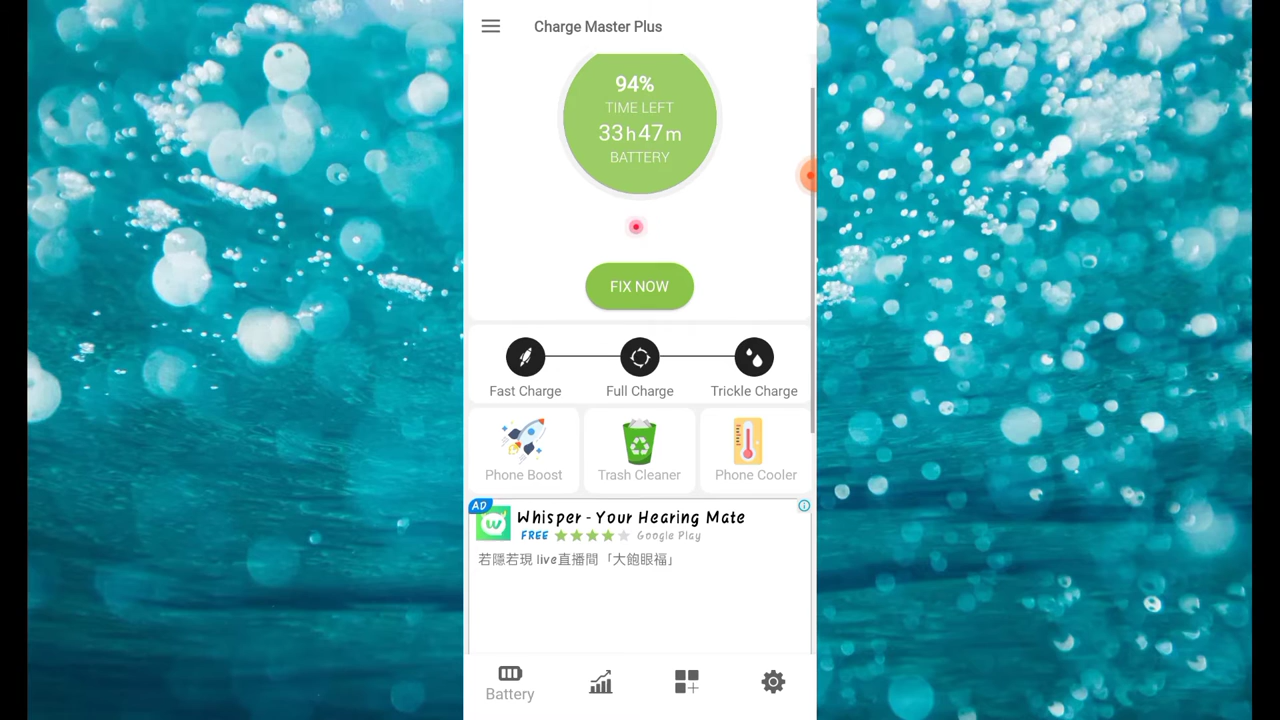 Charge Master Plus
94%
TIME LEFT
33h47m
BATTERY
FIX NOW
Fast Charge
Full Charge
Trickle Charge
Phone Boost
Trash Cleaner
Phone Cooler
AD
Whisper - Your Hearing Mate
w
FREE
Google Play
若隱若現 live直播間「大飽眼福」
Battery